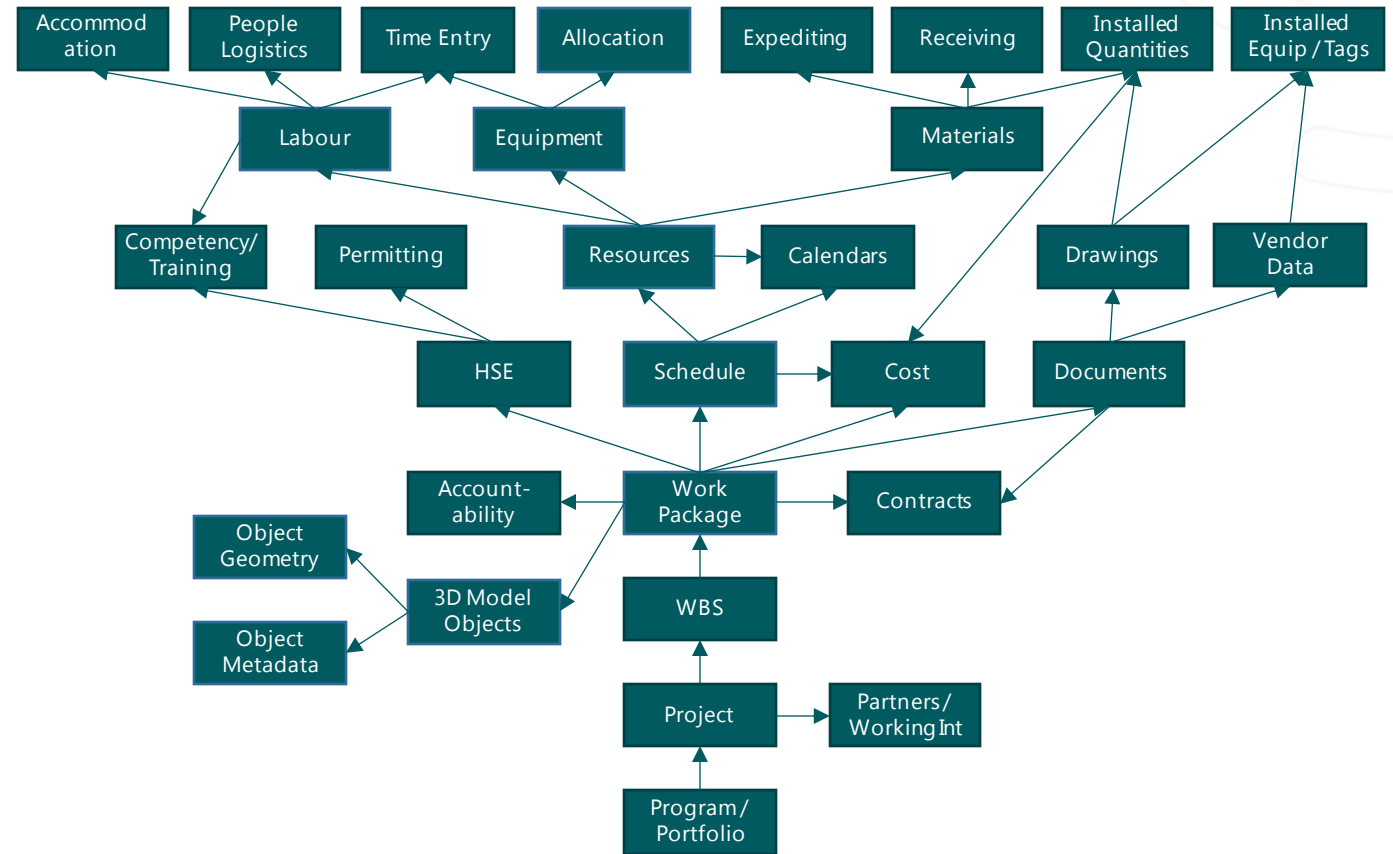 Accommod
ation
People
Logistics
Time Entry
Allocation
Expediting
Receiving
Installed
Quantities
Installed
Equip / Tags
Labour
Equipment
Materials
Competency/
Training
Permitting
Resources
Calendars
Drawings
Vendor
Data
HSE
Schedule
Cost
Documents
Account-
ability
Work
Package
Contracts
Object
Geometry
3D Model
Objects
WBS
Object
Metadata
Project
Partners /
Working Int
Program /
Portfolio